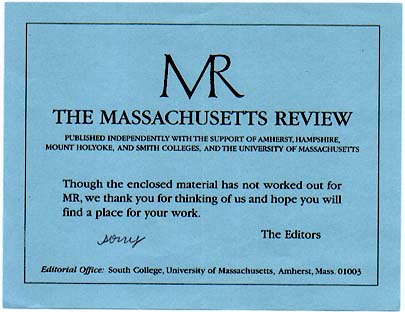 MR
THE MASSACHUSETTS REVIEW
PUBLISHED INDEPENDENTLY WITH THE SUPPORT OF AMHERST, HAMPSHIRE,
MOUNT HOLYOKE, AND SMITH COLLEGES, AND THE UNIVERSITY OF MASSACHUSETTS
Though the enclosed material has not worked out for
MR, we thank you for thinking of us and hope you will
find a place for your work.
sorry
The Editors
Editorial Office: South College, University of Massachusetts, Amherst, Mass. 01003